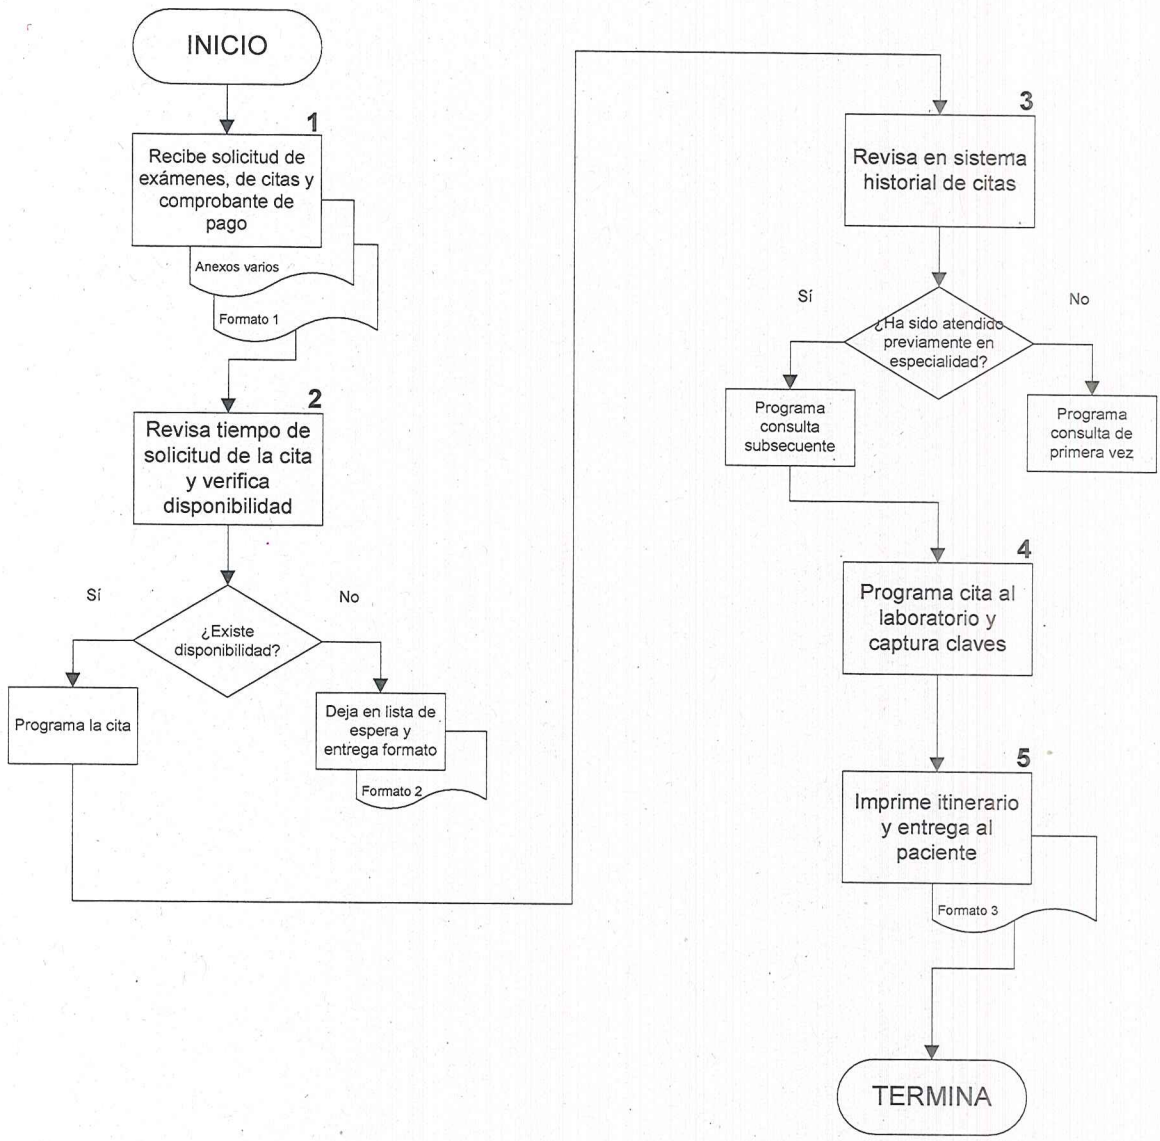 INICIO
1
Recibe solicitud de
exámenes, de citas y
comprobante de
pago
Anexos varios
Formato 1
2
Revisa tiempo de
solicitud de la cita
y verifica
disponibilidad
Sí
No
¿Existe
disponibilidad?
Programa la cita
Deja en lista de
espera y
entrega formato
Formato 2
3
Revisa en sistema
historial de citas
Sí
No
¿Ha sido atendido
previamente en
especialidad?
Programa
consulta
subsecuente
Programa
consulta de
primera vez
4
Programa cita al
laboratorio y
captura claves
5
Imprime itinerario
y entrega al
paciente
Formato 3
TERMINA